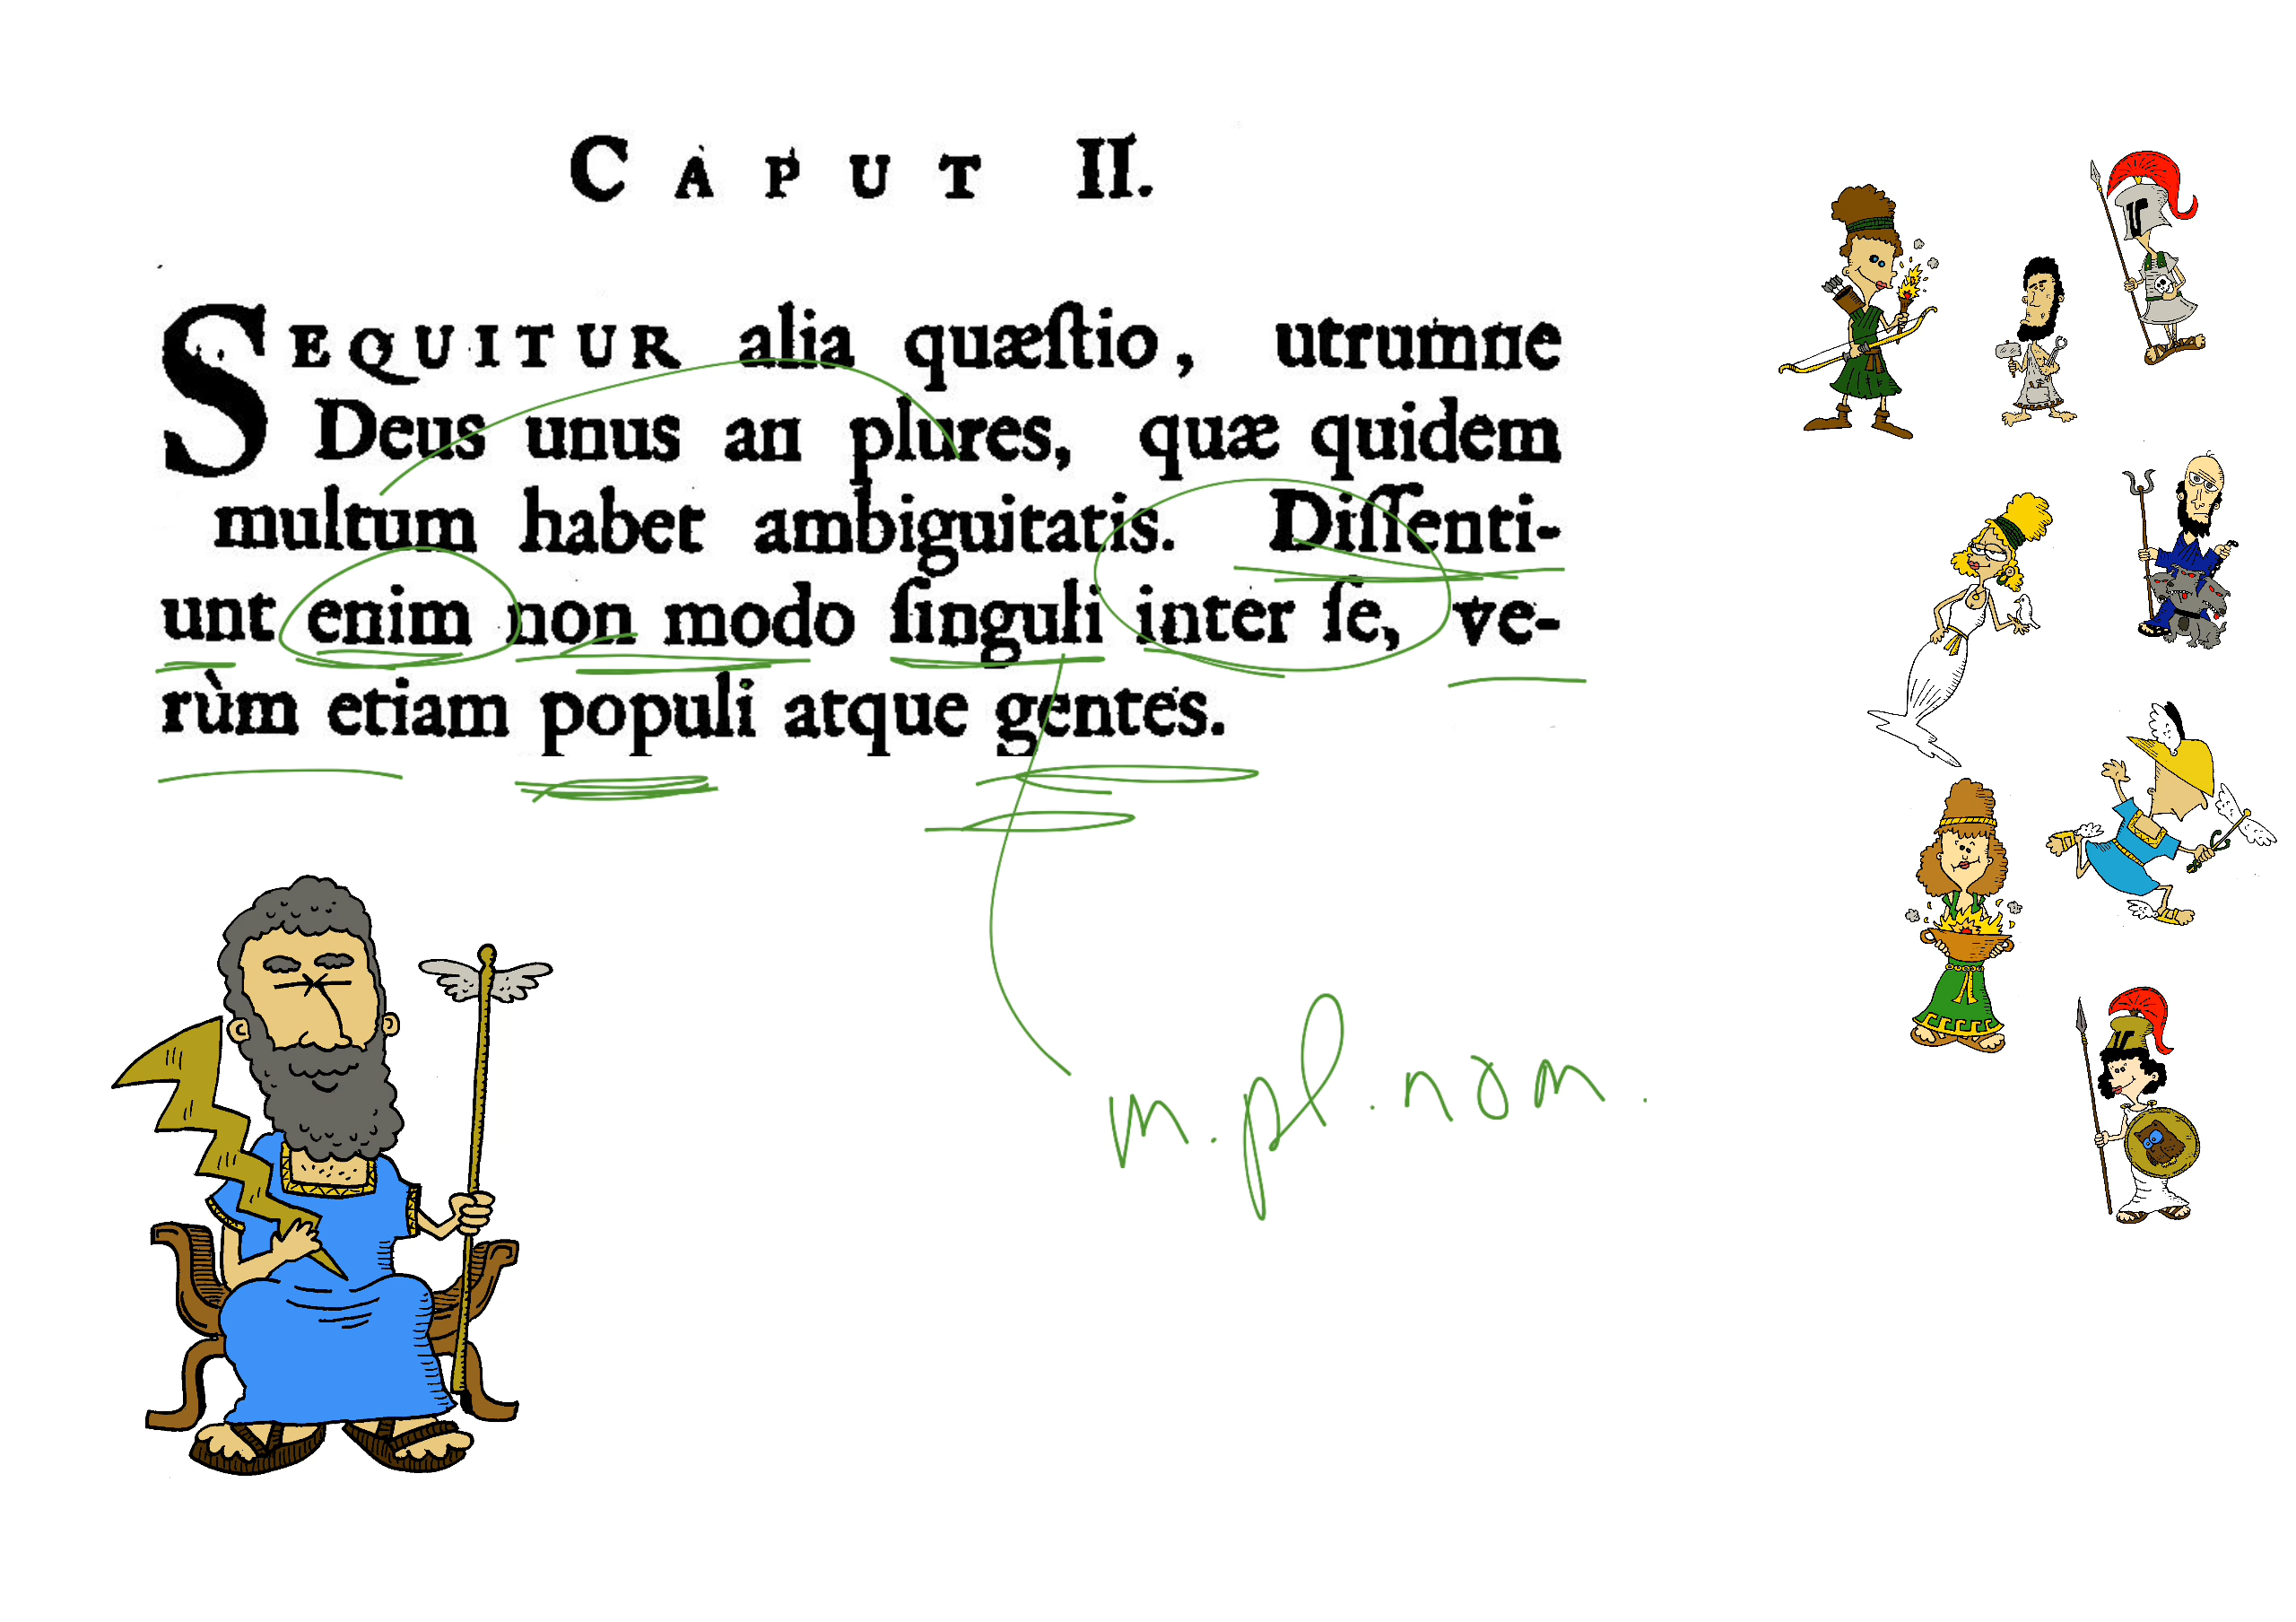 CAPUT II.
SEQUITUR alia quæſtio, utrumne
Deus unus an plures, quæ quidem
multum habet ambiguitatis. Diſſenti-
unt enim non modo ſinguli inter ſe, ve-
rùm etiam populi atque gentes.
m. pl. nom.